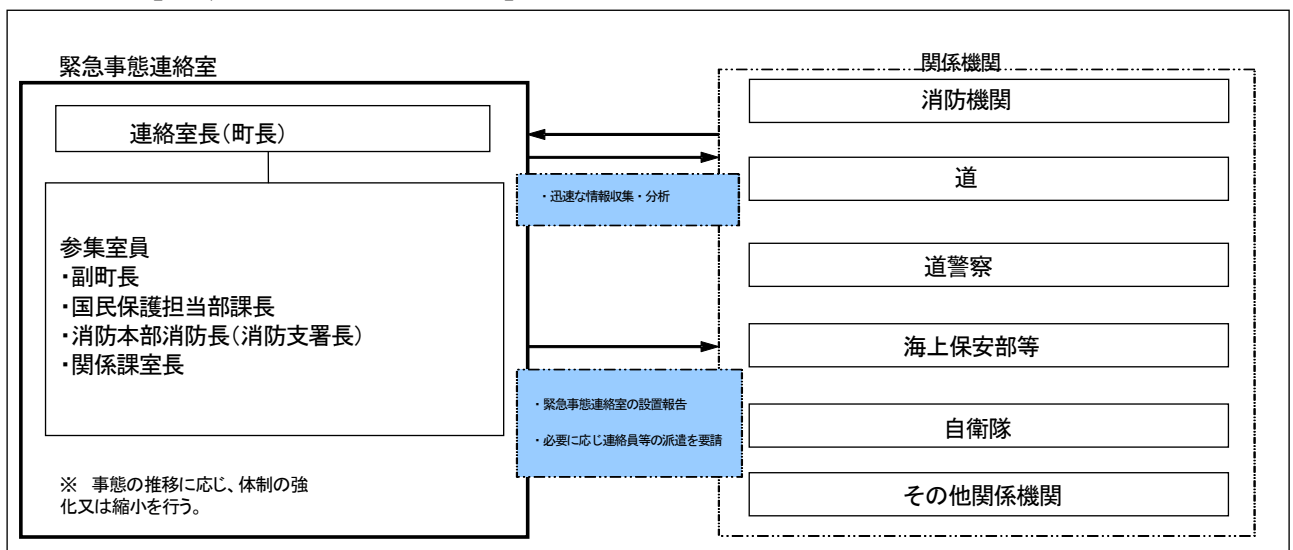 緊急事態連絡室
連絡室長(町長)
参集室員
・副町長
・国民保護担当部課長
・消防本部消防長(消防支署長)
・関係課室長
※ 事態の推移に応じ、体制の強
化又は縮小を行う。
・迅速な情報収集・分析
・緊急事態連絡室の設置報告
・必要に応じ連絡員等の派遣を要請
関係機関
消防機関
道
道警察
海上保安部等
自衛隊
その他関係機関